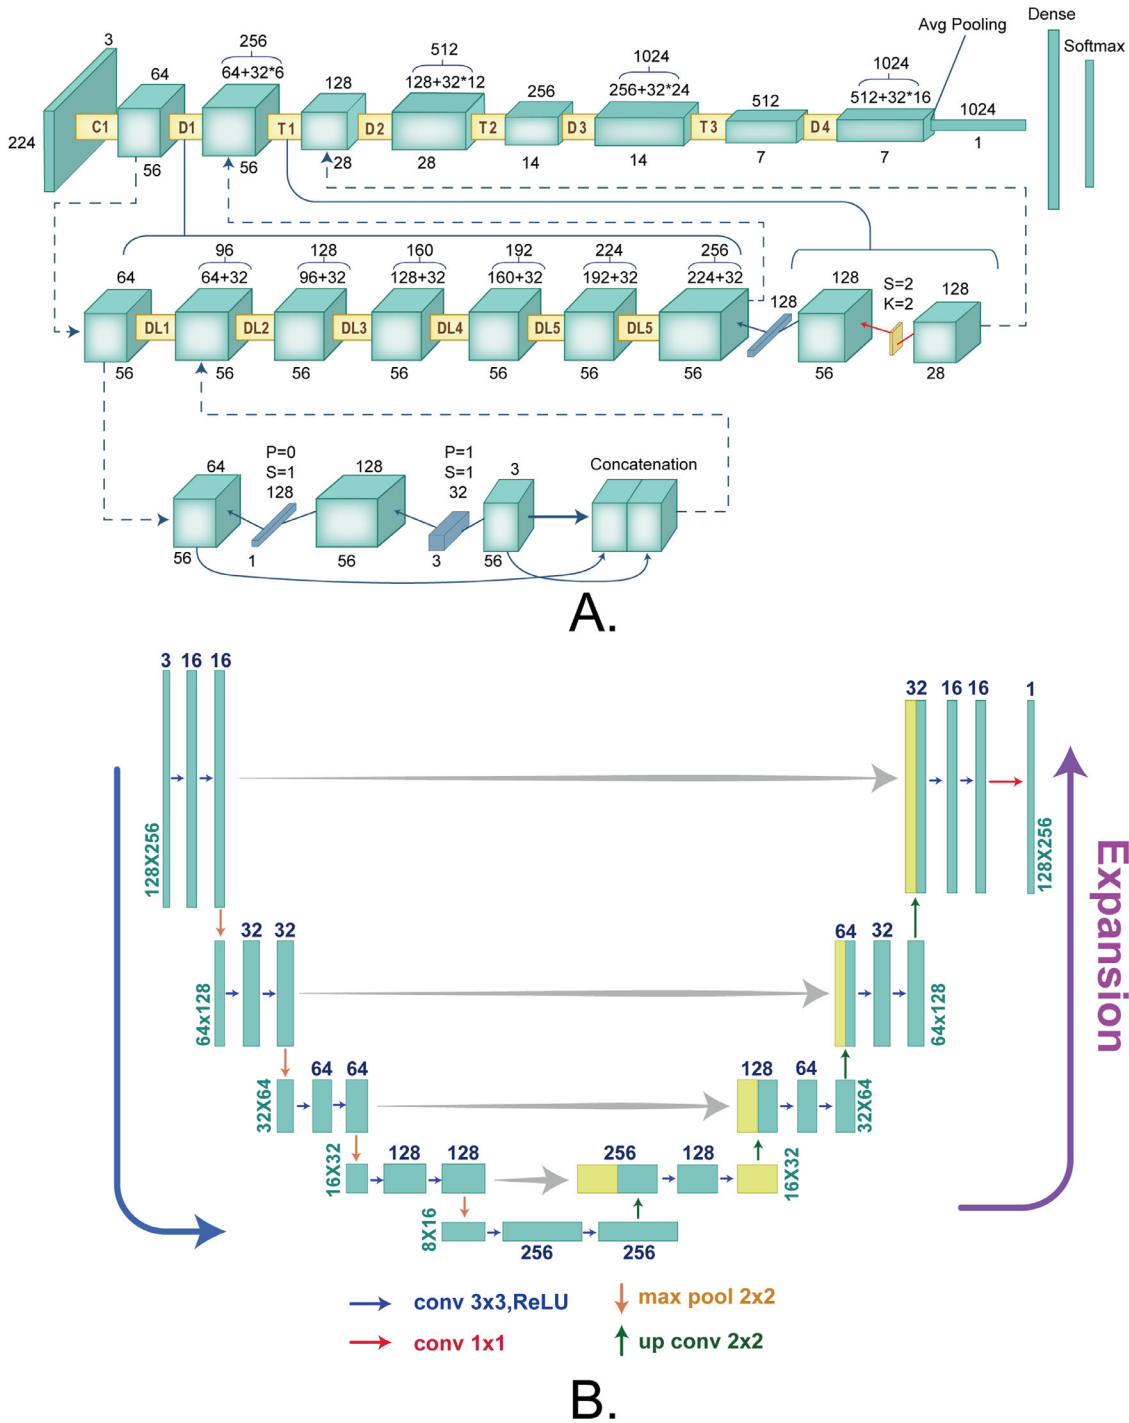 Dense
Avg Pooling
Softmax
3
64
256
64+32*6
128
512
128+32*12
256
1024
256+32*24
512
1024
512+32*16
1024
C1
D1
T1
D2
T2
D3
T3
D4
224
56
56
28
28
14
14
7
7
1
64
96
64+32
128
96+32
160
128+32
192
160+32
224
192+32
256
224+32
128
128
S=2
K=2
128
DL1
DL2
DL3
DL4
DL5
DL5
56
56
56
56
56
56
56
56
28
64
P=0
S=1
128
128
P=1
S=1
32
3
Concatenation
56
1
56
3
56
A.
3 16 16
32 16 16 1
128X256
128X256
Expansion
32 32
64 32
64x128
64x128
64 64
128 64
32X64
32X64
128 128
256 128
16X32
16X32
8X16
256 256
conv 3x3,ReLU
max pool 2x2
conv 1x1
up conv 2x2
B.